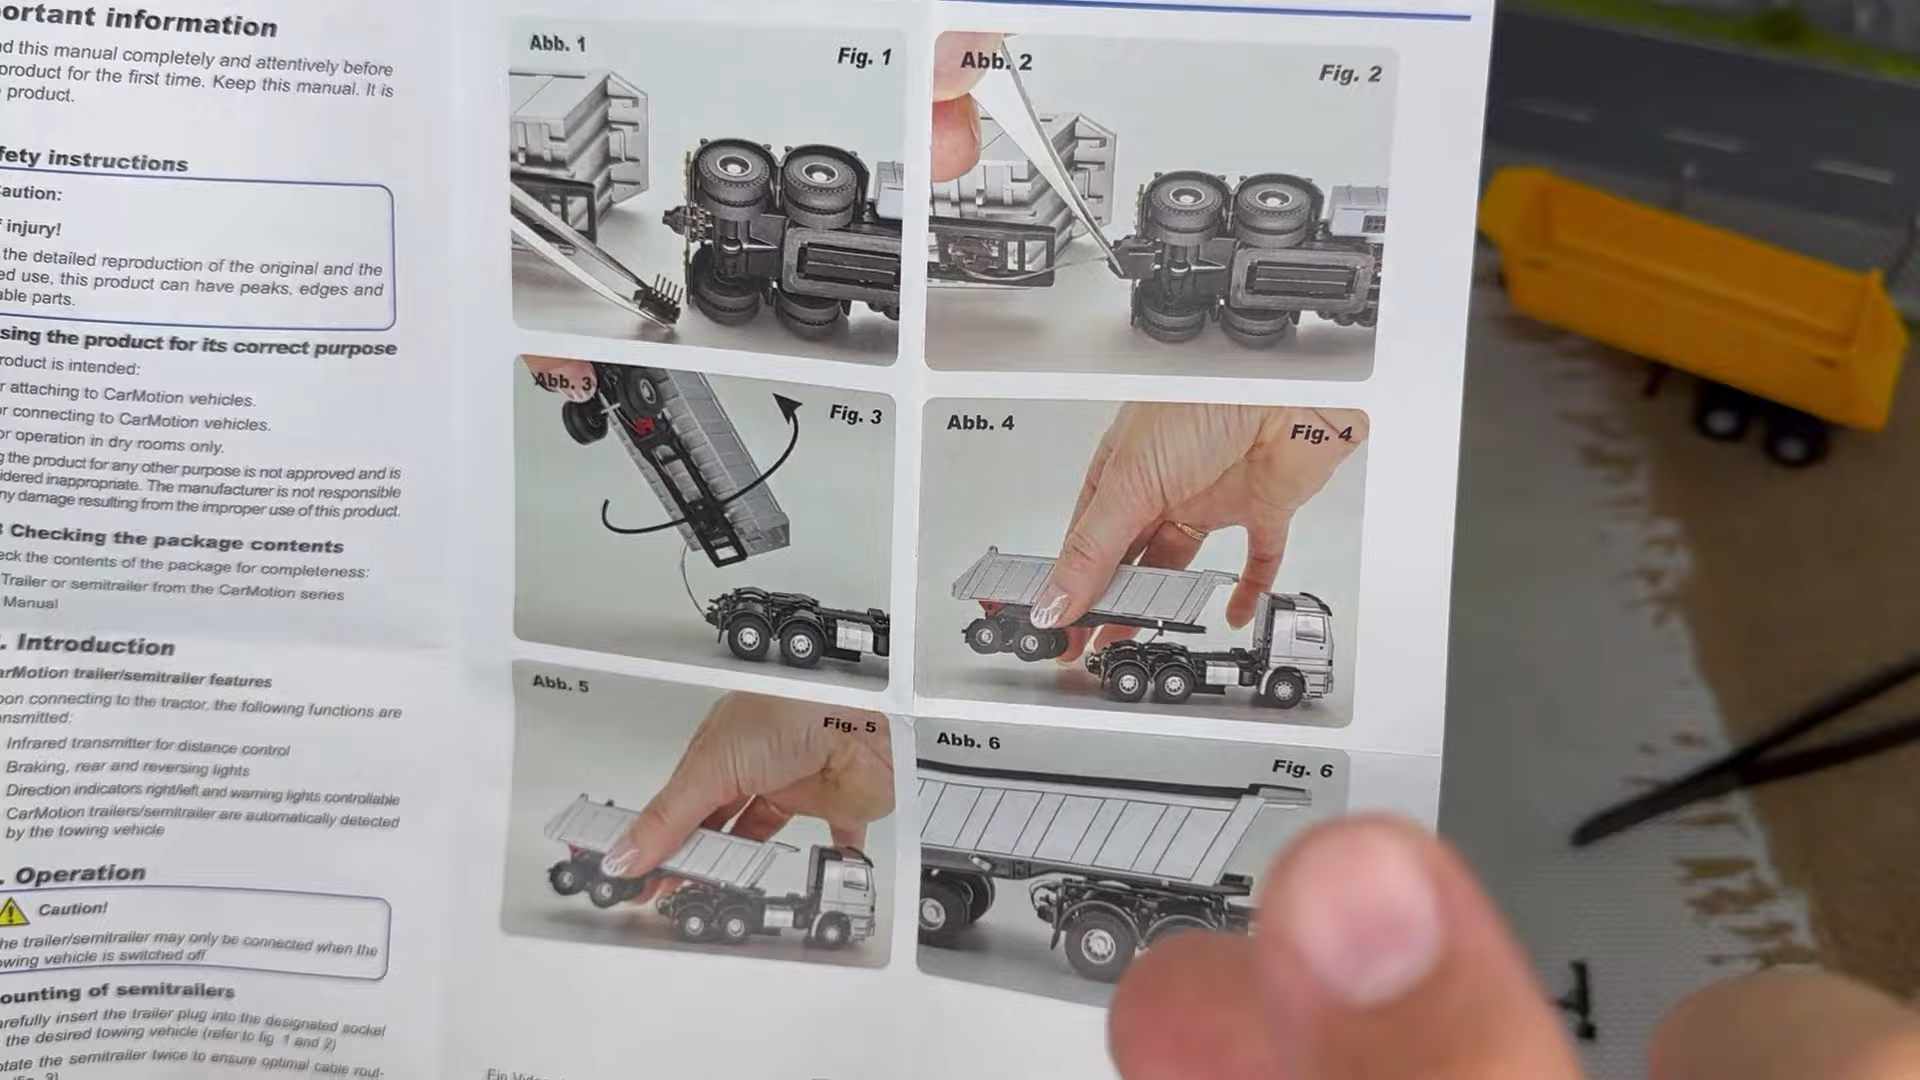 ortant information
d this manual completely and attentively before
product for the first time. Keep this manual. It is
product.
fety instructions
aution:
injury!
the detailed reproduction of the original and the
ed use, this product can have peaks, edges and
able parts.
sing the product for its correct purpose
roduct is intended:
r attaching to CarMotion vehicles.
or connecting to CarMotion vehicles.
or operation in dry rooms only.
g the product for any other purpose is not approved and is
idered inappropriate. The manufacturer is not responsible
ny damage resulting from the improper use of this product.
Checking the package contents
eck the contents of the package for completeness:
Trailer or semitrailer from the CarMotion series
Manual
. Introduction
arMotion trailer/semitrailer features
pon connecting to the tractor, the following functions are
ansmitted:
Infrared transmitter for distance control
Braking, rear and reversing lights
Direction indicators right/left and warning lights controllable
CarMotion trailers/semitrailer are automatically detected
by the towing vehicle
. Operation
Caution!
he trailer/semitrailer may only be connected when the
owing vehicle is switched off
ounting of semitrailers
arefully insert the trailer plug into the designated socket
the desired towing vehicle (refer to fig. 1 and 2)
otate the semitrailer twice to ensure optimal cable rout-
Abb. 1
Fig. 1
Abb. 2
Fig. 2
Abb. 3
Fig. 3
Abb. 4
Fig. 4
Abb. 5
Fig. 5
Abb. 6
Fig. 6